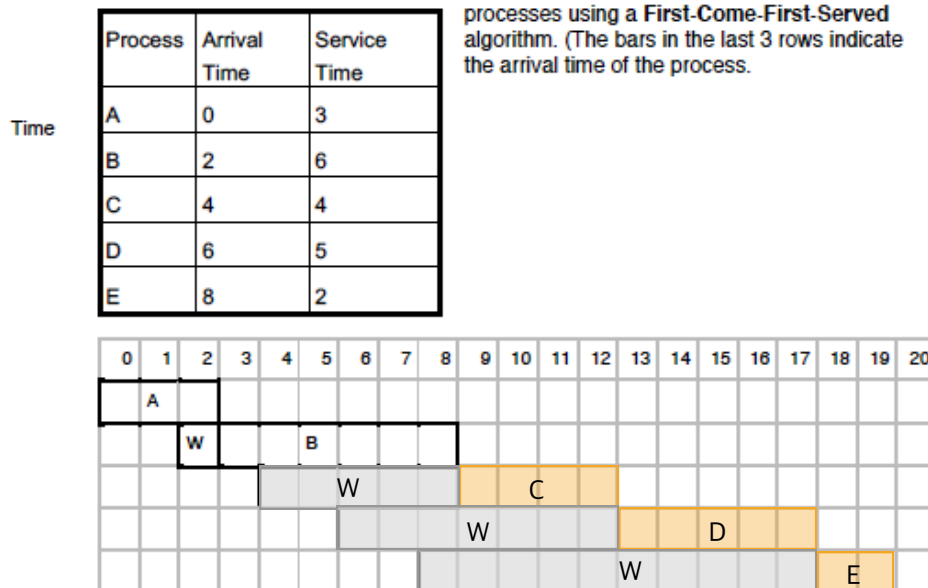 processes using a First-Come-First-Served
algorithm. (The bars in the last 3 rows indicate
the arrival time of the process.
Time
Process Arrival Time Service Time
A 0 3
B 2 6
C 4 4
D 6 5
E 8 2
0 1 2 3 4 5 6 7 8 9 10 11 12 13 14 15 16 17 18 19 20
A
W B
W C
W D
W E